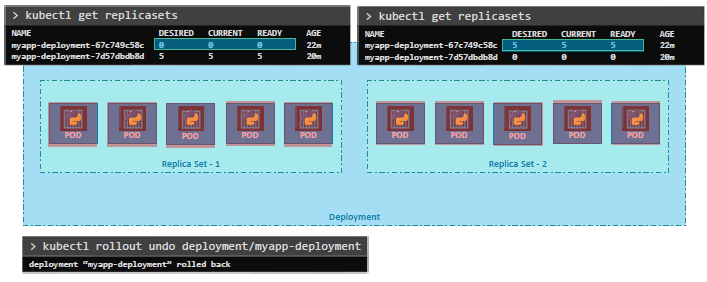 > kubectl get replicasets
NAME DESIRED CURRENT READY AGE
myapp-deployment-67c749c58c 0 0 0 22m
myapp-deployment-7d57dbdb8d 5 5 5 20m
> kubectl get replicasets
NAME DESIRED CURRENT READY AGE
myapp-deployment-67c749c58c 5 5 5 22m
myapp-deployment-7d57dbdb8d 0 0 0 20m
POD POD POD POD POD
Replica Set - 1
POD POD POD POD POD
Replica Set - 2
Deployment
> kubectl rollout undo deployment/myapp-deployment
deployment “myapp-deployment” rolled back